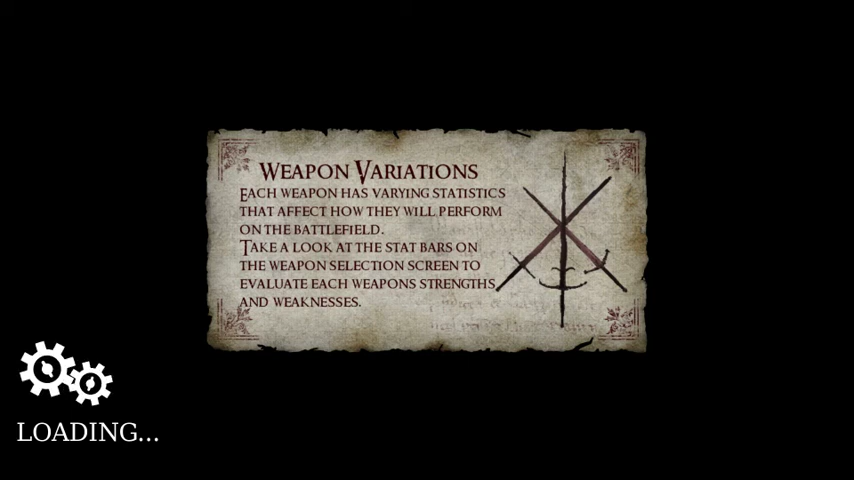 Weapon Variations
Each weapon has varying statistics
that affect how they will perform
on the battlefield.
Take a look at the stat bars on
the weapon selection screen to
evaluate each weapons strengths
and weaknesses.
LOADING...